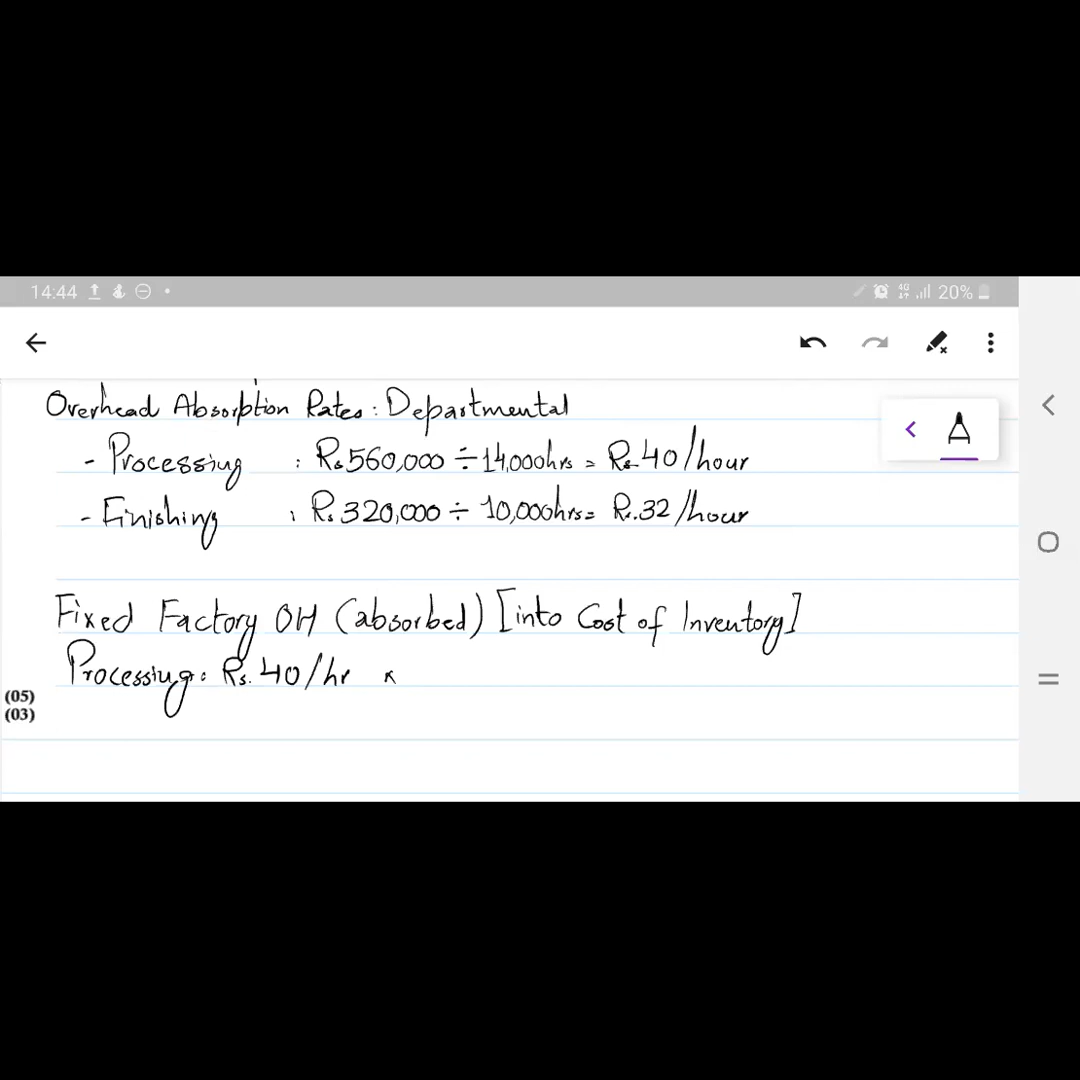 14:44 4G 20%
Overhead Absorption Rates: Departmental
- Processing : Rs.560,000 ÷ 14,000hrs = Rs.40/hour
- Finishing : Rs.320,000 ÷ 10,000hrs = Rs.32/hour
Fixed Factory OH (absorbed) [into Cost of Inventory]
Processing: Rs.40/hr ×
(05)
(03)